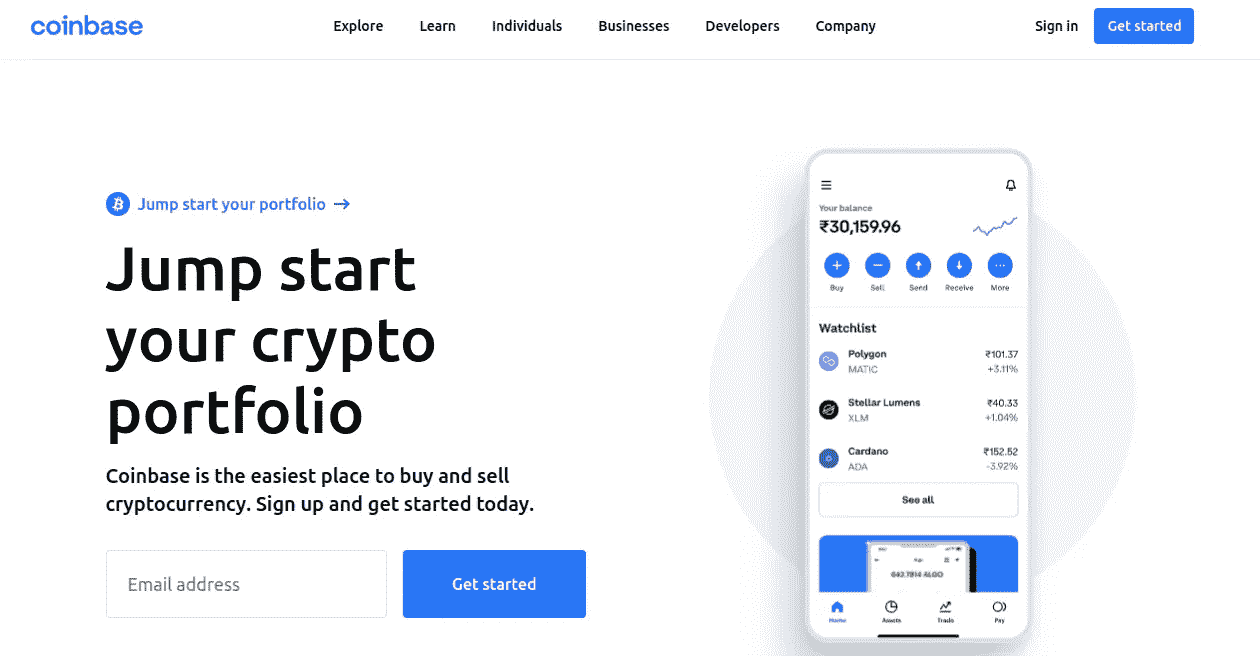 coinbase
Explore Learn Individuals Businesses Developers Company
Sign in Get started
Jump start your portfolio →
Jump start
your crypto
portfolio
Coinbase is the easiest place to buy and sell
cryptocurrency. Sign up and get started today.
Email address
Get started
Your balance
₹30,159.96
Buy Sell Send Receive More
Watchlist
Polygon ₹101.37
MATIC +3.11%
Stellar Lumens ₹40.33
XLM +1.04%
Cardano ₹152.52
ADA -3.92%
See all
Home Assets Trade Pay